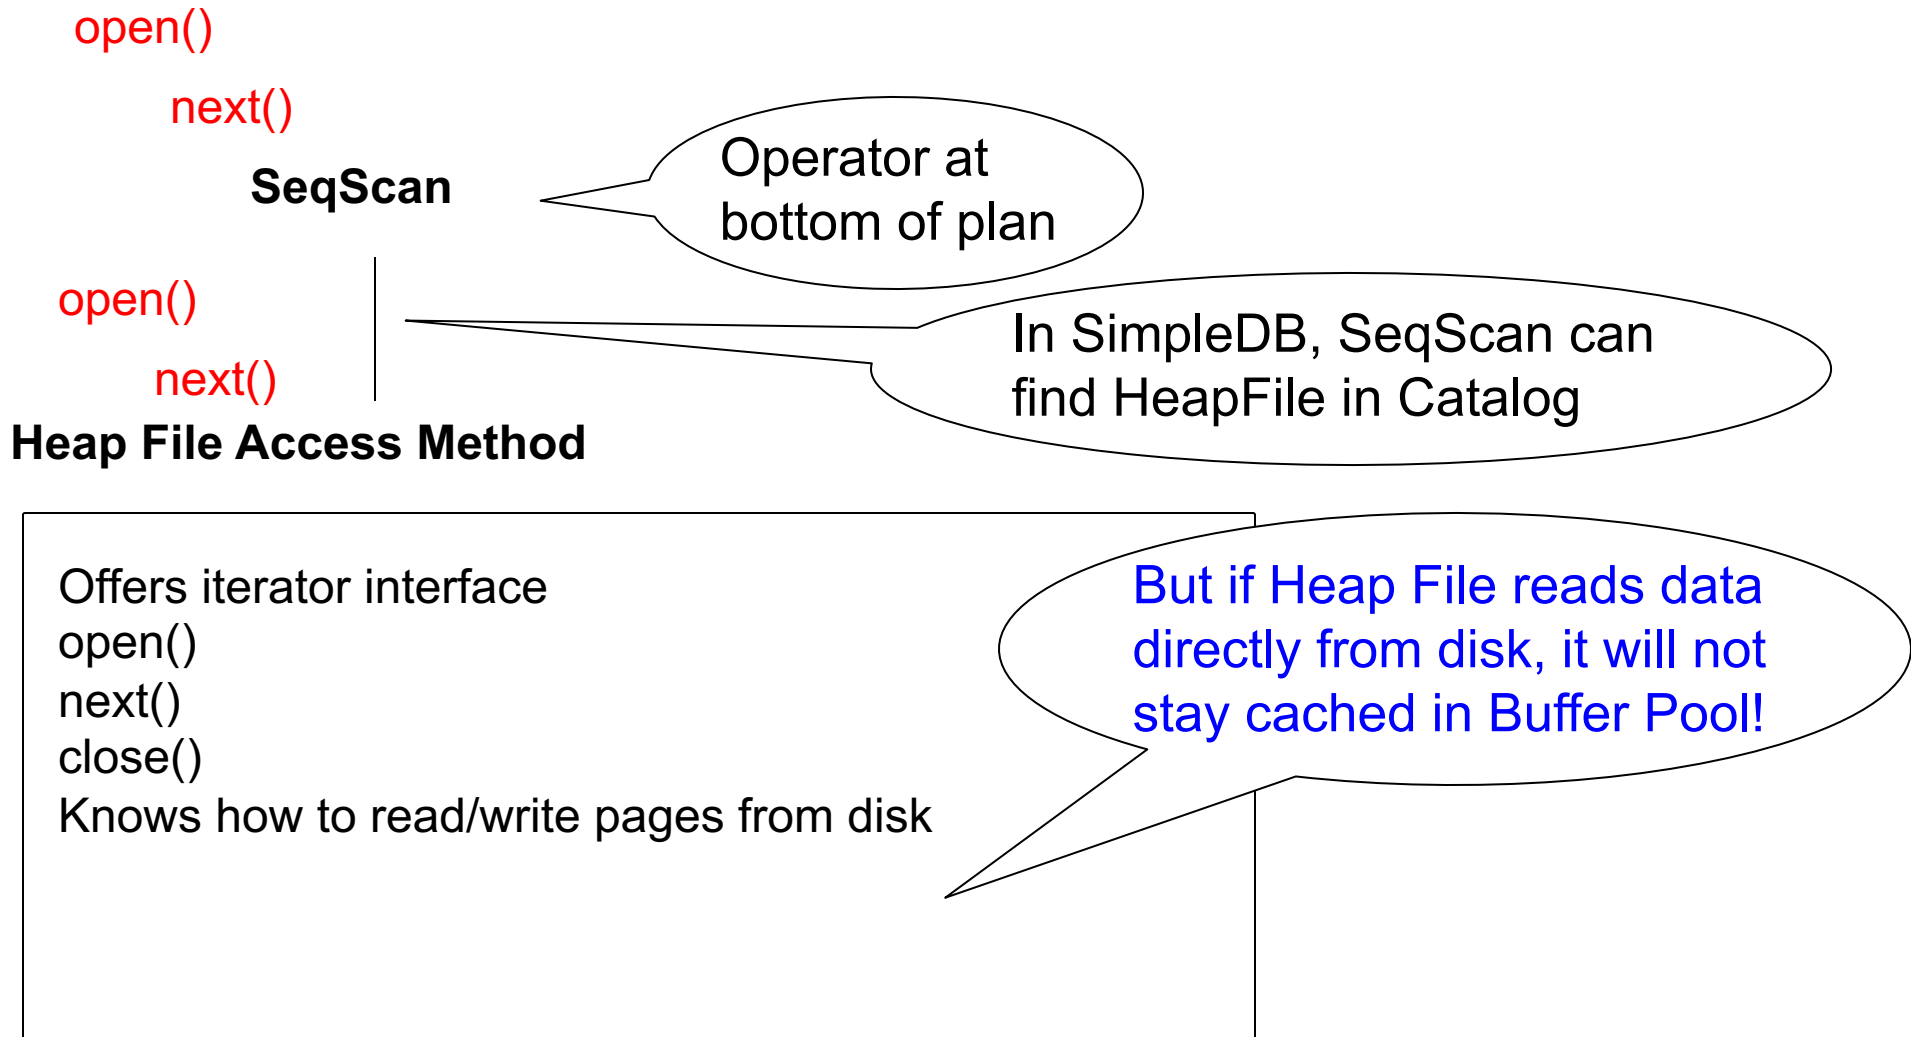 open()
next()
SeqScan
Operator at
bottom of plan
open()
next()
In SimpleDB, SeqScan can
find HeapFile in Catalog
Heap File Access Method
Offers iterator interface
open()
next()
close()
Knows how to read/write pages from disk
But if Heap File reads data
directly from disk, it will not
stay cached in Buffer Pool!